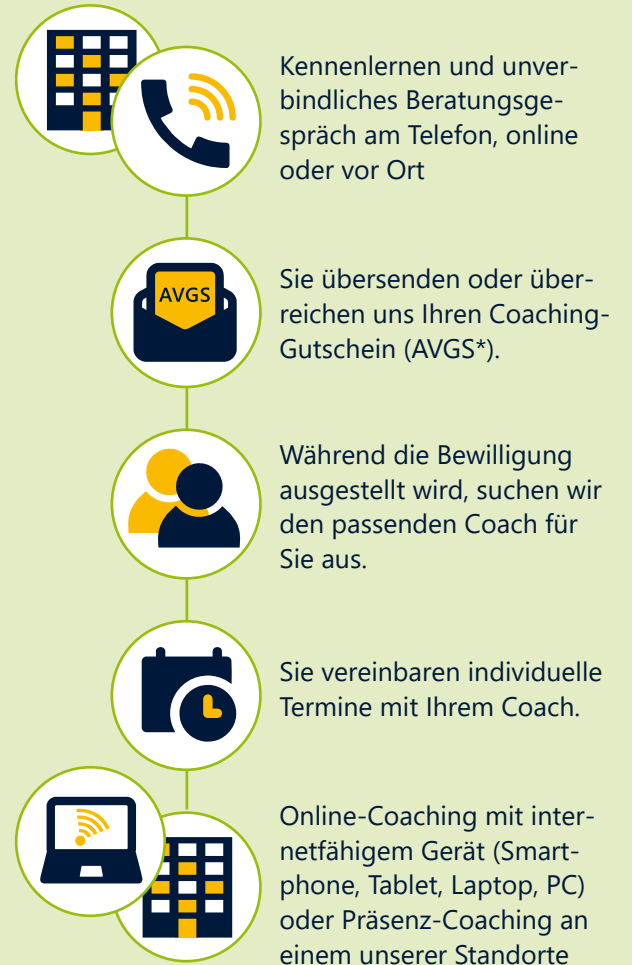 Kennenlernen und unver-
bindliches Beratungsge-
spräch am Telefon, online
oder vor Ort
AVGS
Sie übersenden oder über-
reichen uns Ihren Coaching-
Gutschein (AVGS*).
Während die Bewilligung
ausgestellt wird, suchen wir
den passenden Coach für
Sie aus.
Sie vereinbaren individuelle
Termine mit Ihrem Coach.
Online-Coaching mit inter-
netfähigem Gerät (Smart-
phone, Tablet, Laptop, PC)
oder Präsenz-Coaching an
einem unserer Standorte